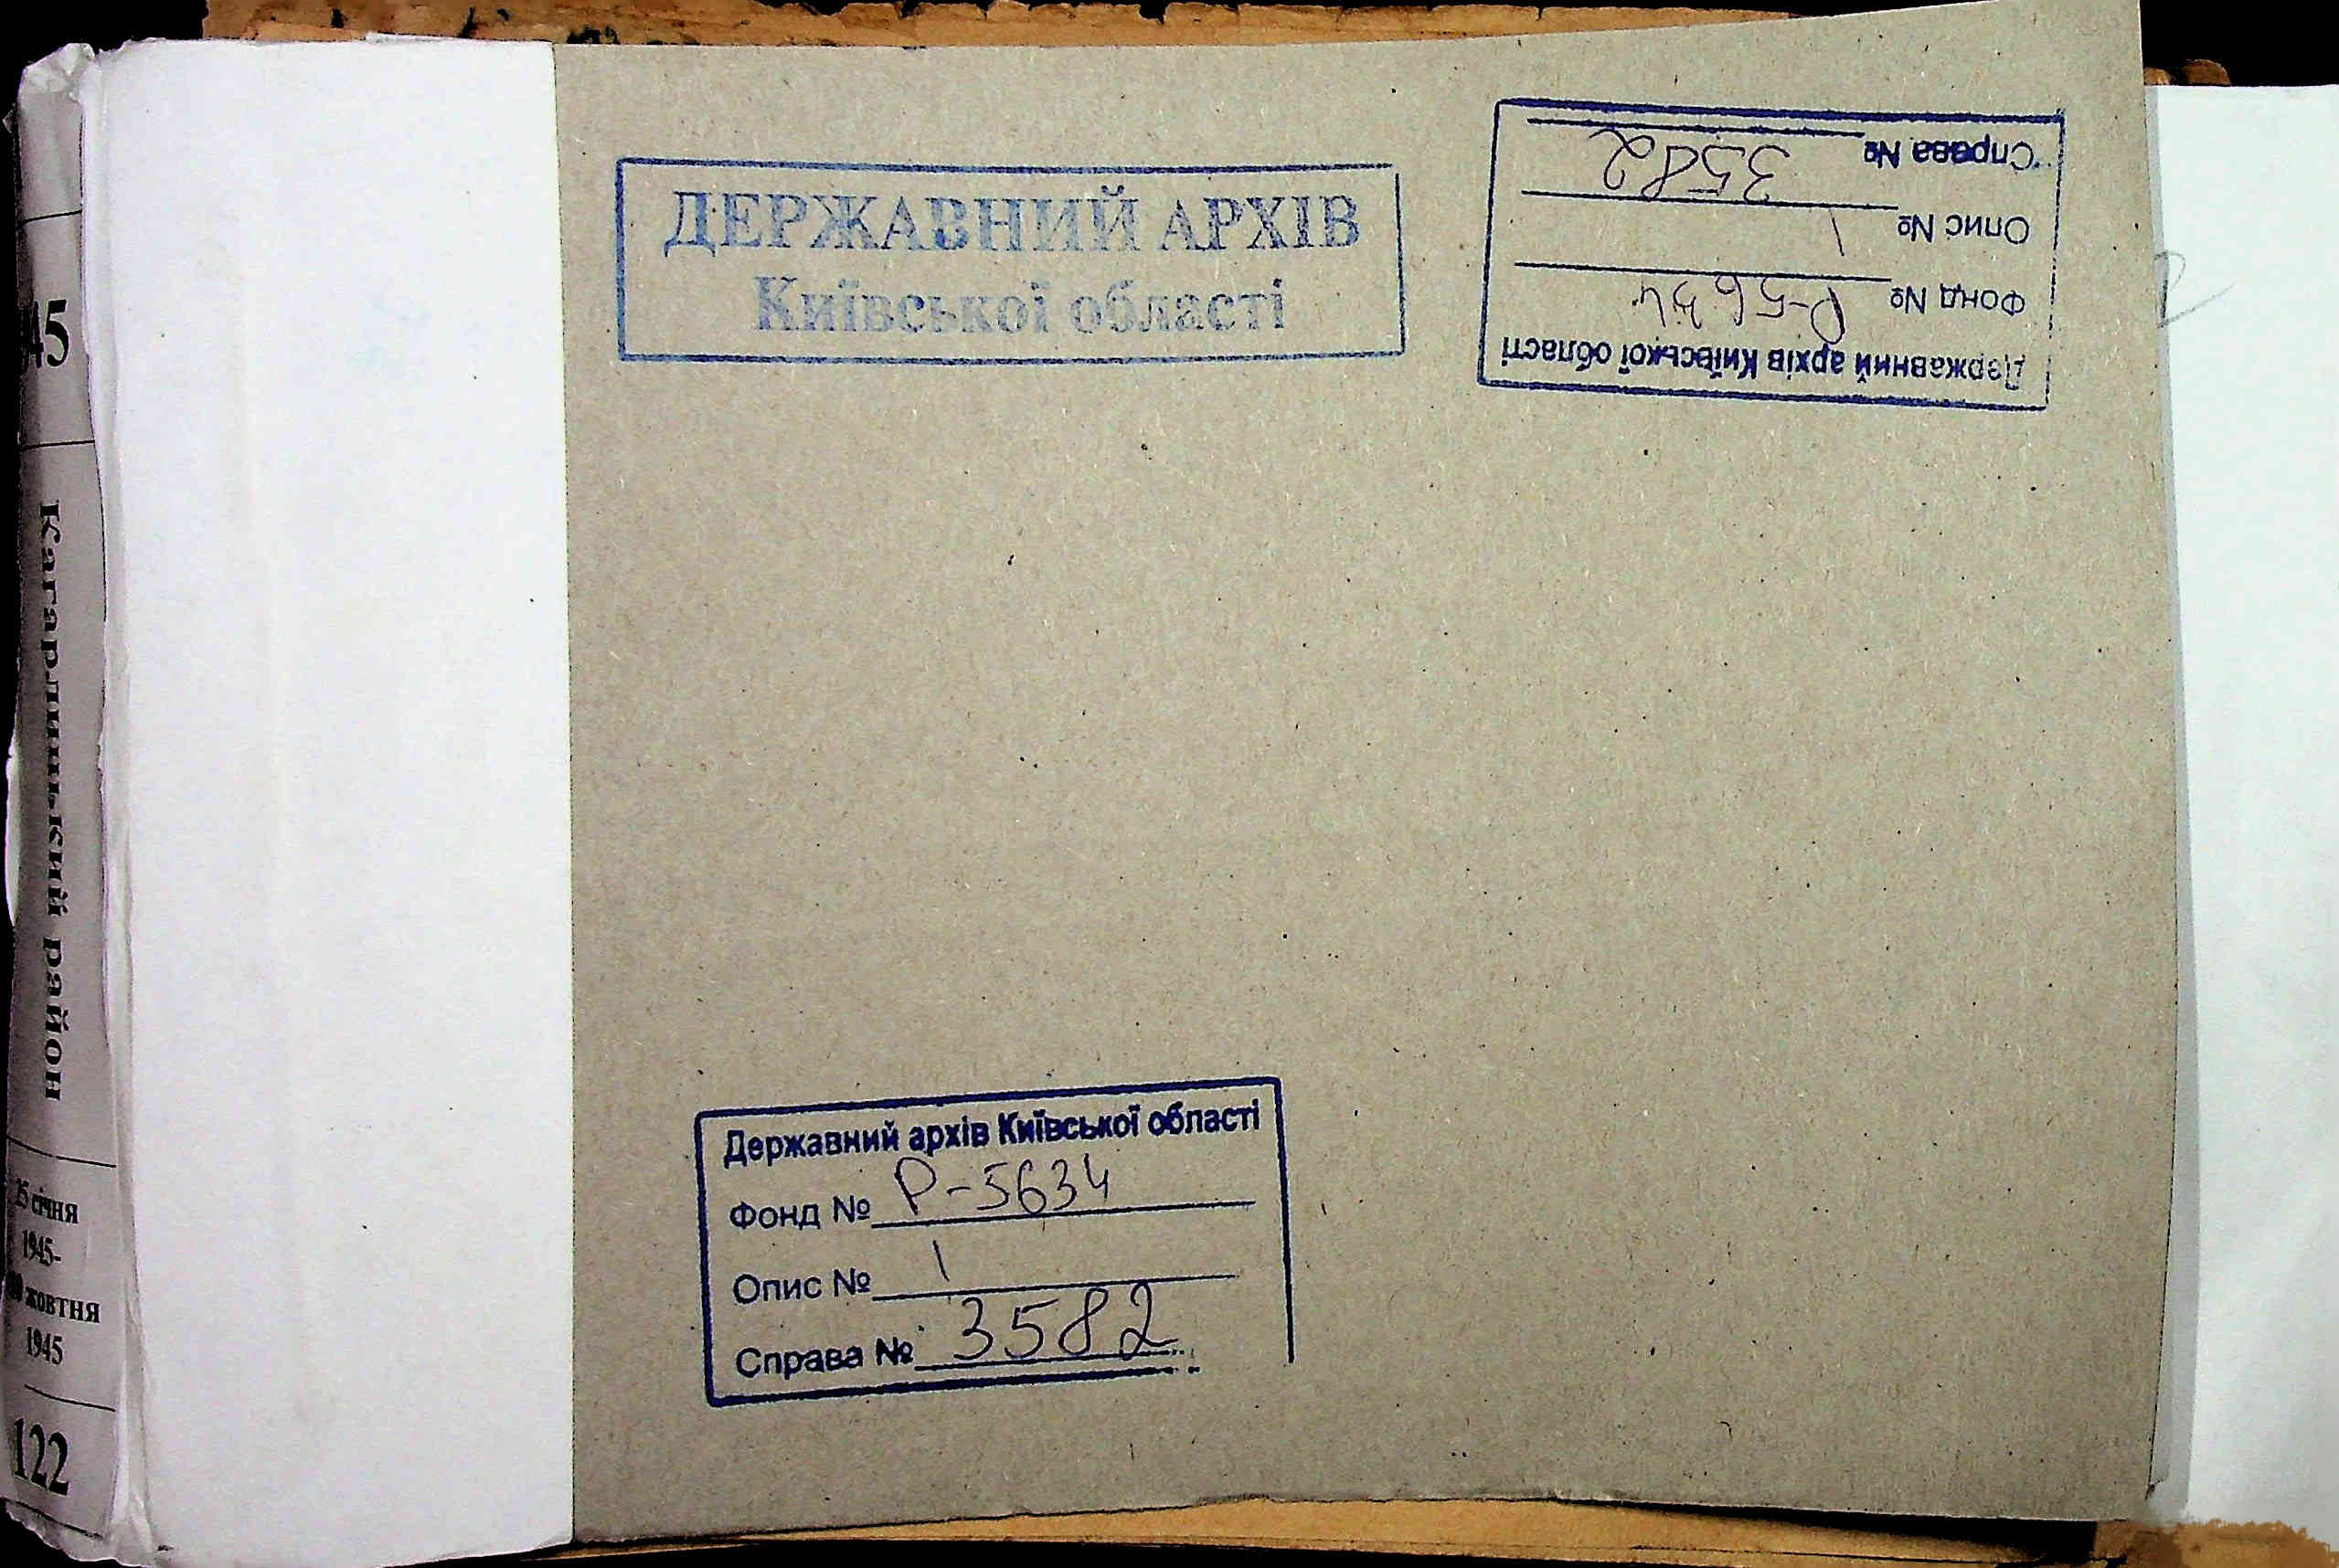 45
Кагарлицький район
25 січня
1945-
жовтня
1945
122
ДЕРЖАВНИЙ АРХІВ
Київської області
Державний архів Київської області
Фонд № Р-5634
Опис № 1
Справа № 3582
Державний архів Київської області
Фонд № Р-5634
Опис № 1
Справа № 3582